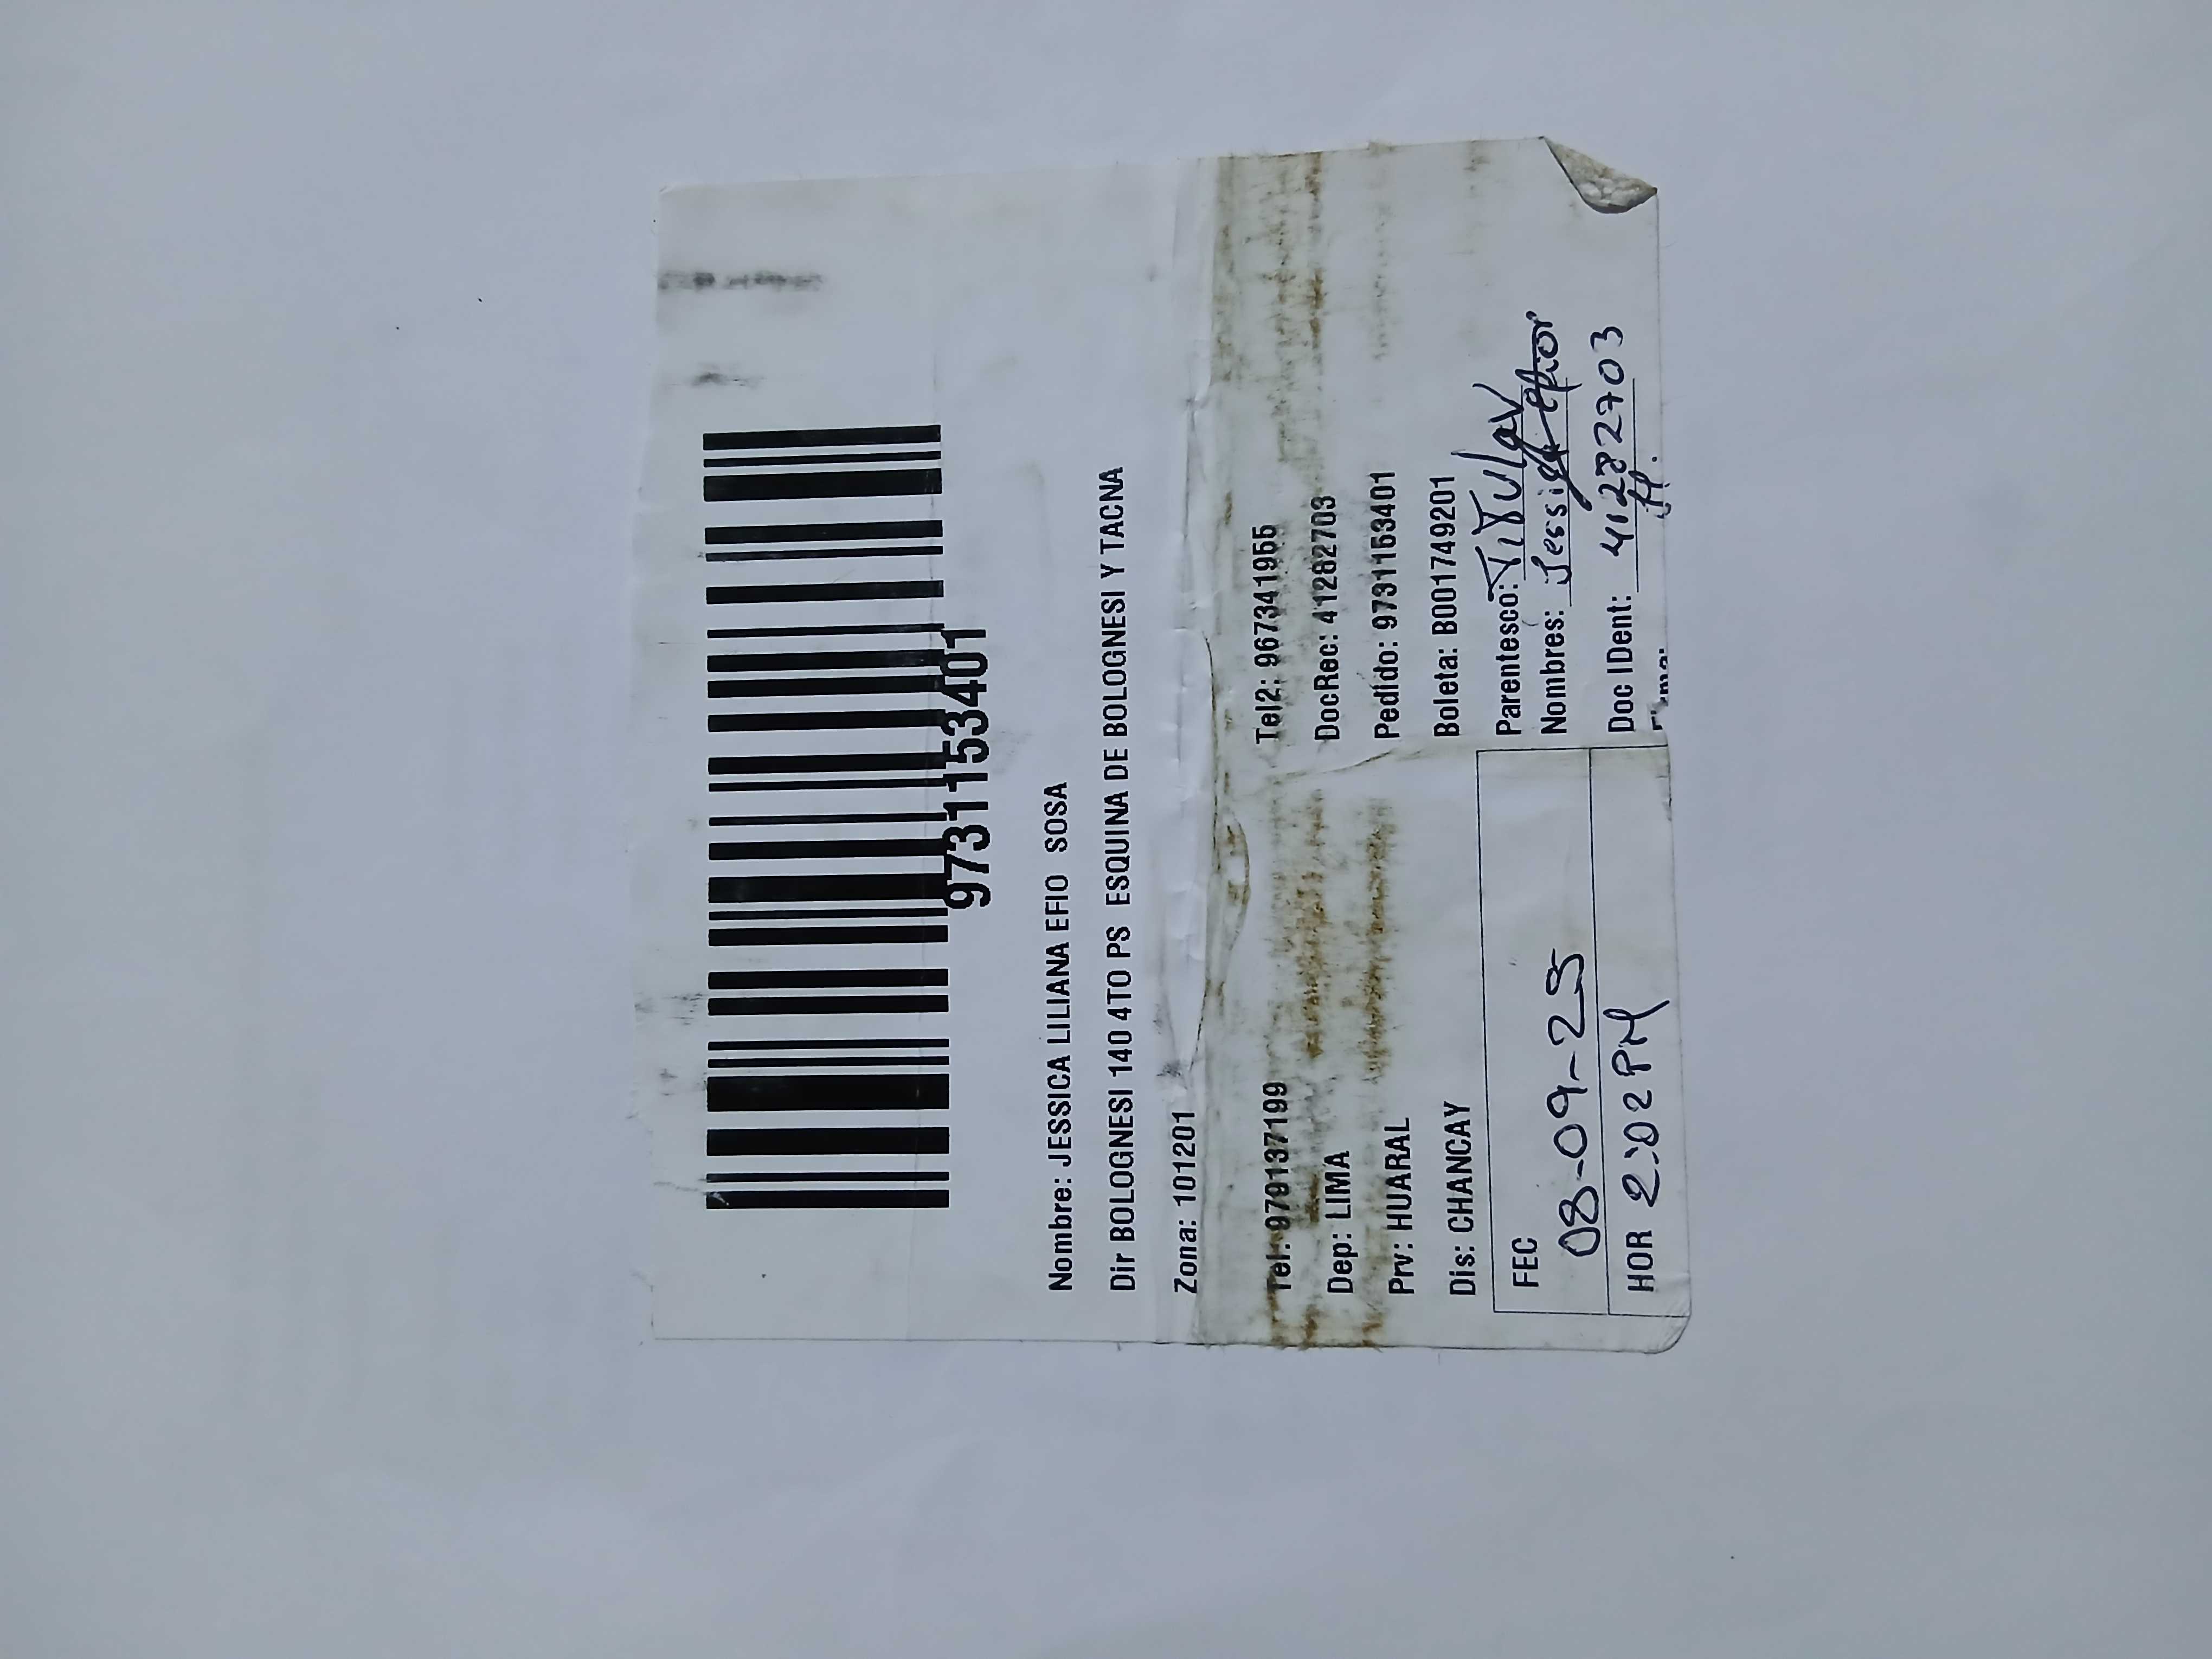 97311153401
Nombre: JESSICA LILIANA EFIO SOSA
Dir BOLOGNESI 140 4TO PS ESQUINA DE BOLOGNESI Y TACNA
Zona: 101201
Tel: 979137199 Tel2: 967341955
Dep: LIMA DocRec: 41282703
Prv: HUARAL Pedido: 97311153401
Dis: CHANCAY Boleta: B001749201
FEC 08-09-25 Parentesco: TiTular
Nombres: Jessica
HOR 2:02 PM Doc IDent: 41282703